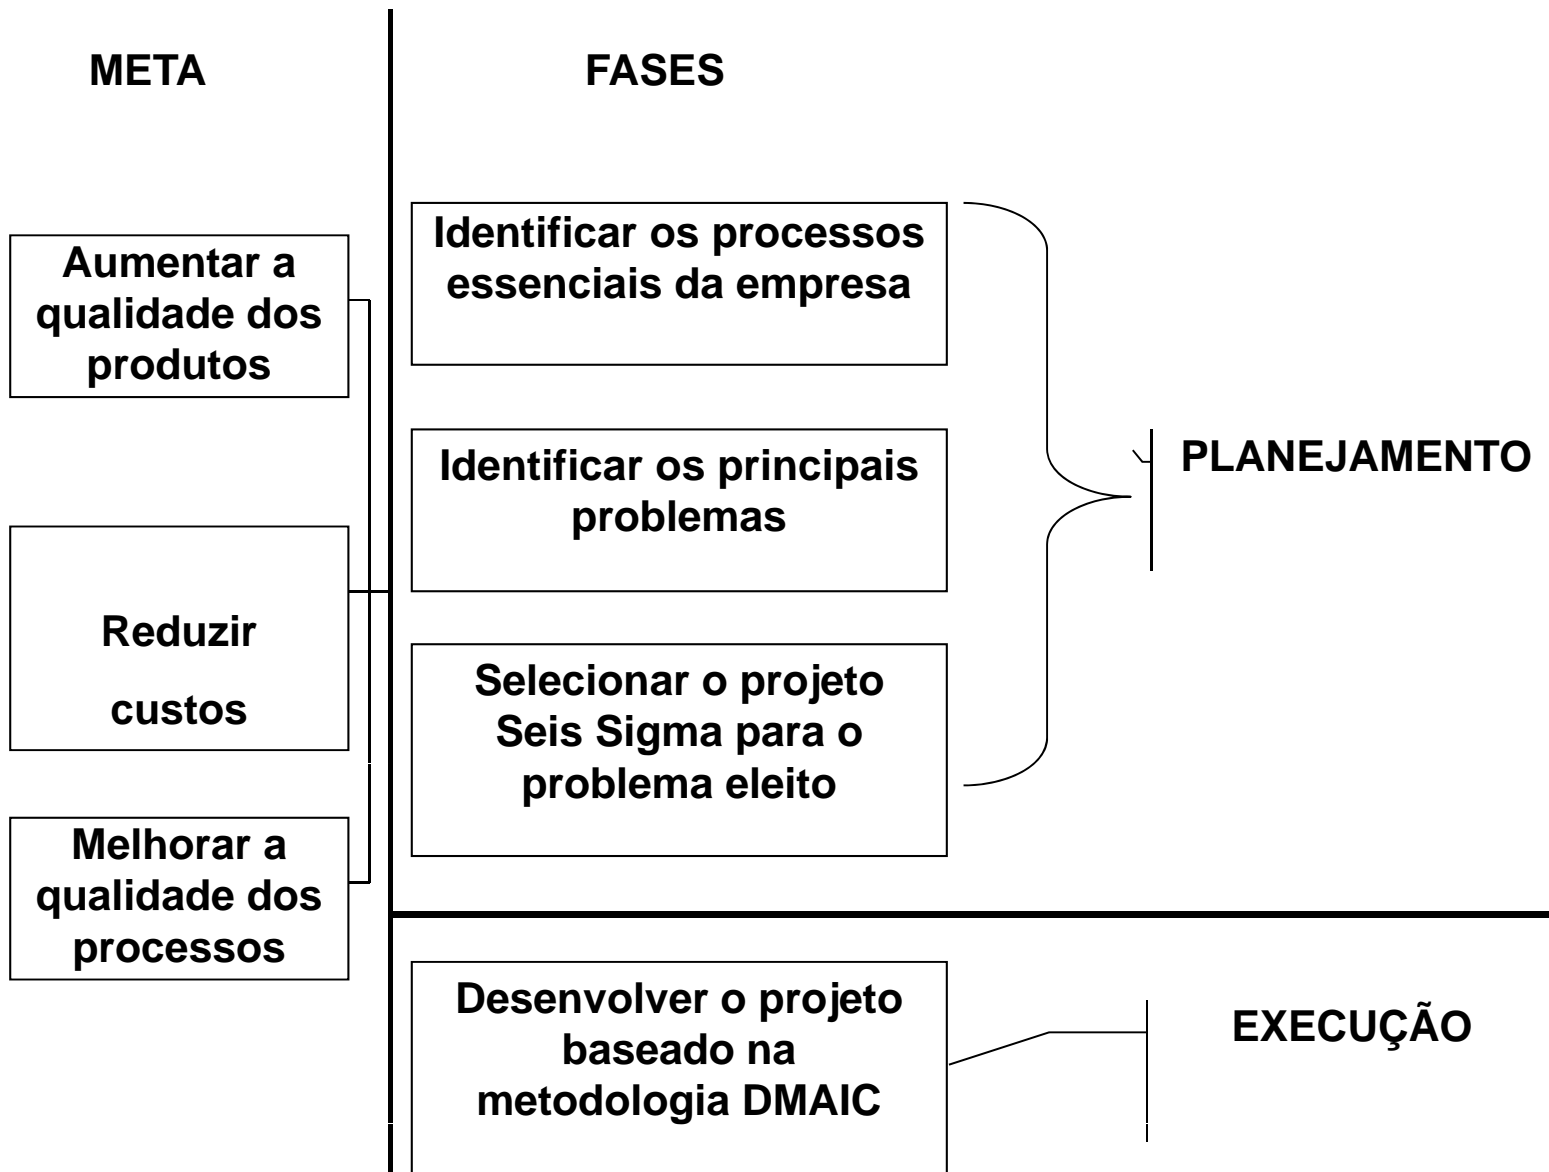 META
FASES
Aumentar a
qualidade dos
produtos
Reduzir
custos
Melhorar a
qualidade dos
processos
Identificar os processos
essenciais da empresa
Identificar os principais
problemas
Selecionar o projeto
Seis Sigma para o
problema eleito
PLANEJAMENTO
Desenvolver o projeto
baseado na
metodologia DMAIC
EXECUÇÃO